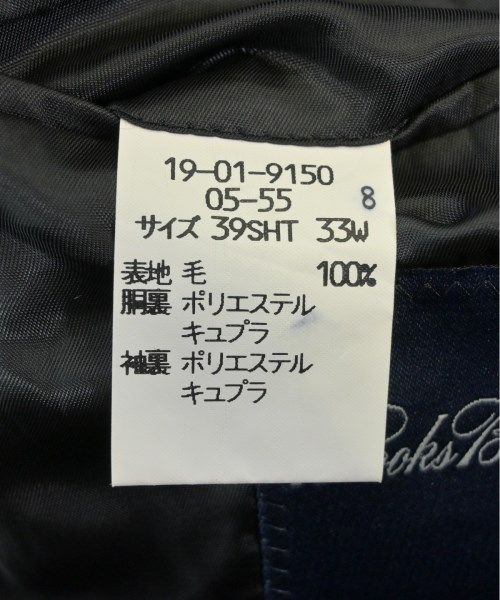 19-01-9150
05-55 8
サイズ 39SHT 33W
表地 毛 100%
胴裏 ポリエステル
キュプラ
袖裏 ポリエステル
キュプラ
ooks B